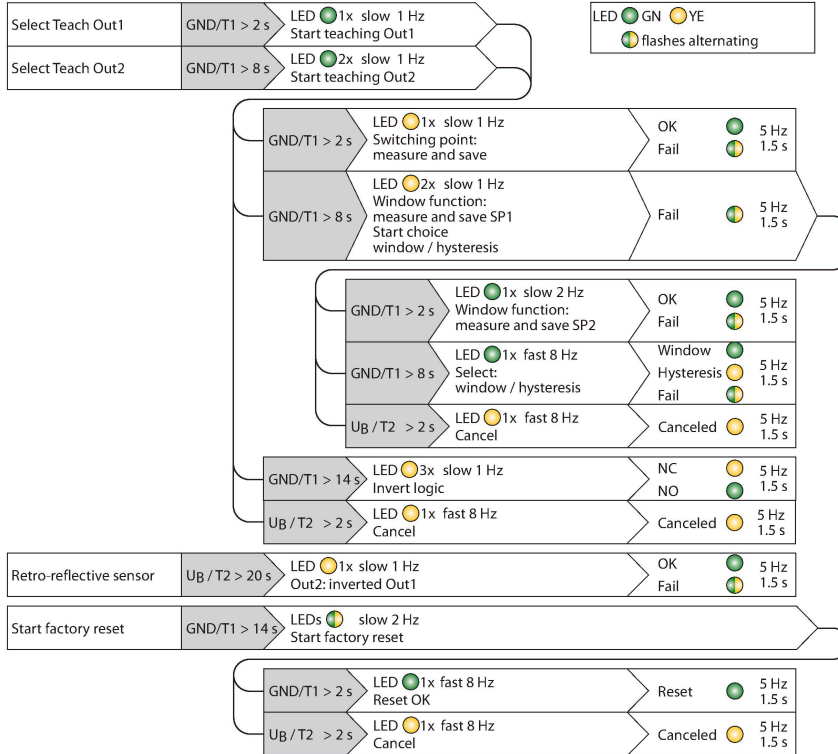 Select Teach Out1
GND/T1 > 2 s
LED 1x slow 1 Hz
Start teaching Out1
LED GN YE
flashes alternating
Select Teach Out2
GND/T1 > 8 s
LED 2x slow 1 Hz
Start teaching Out2
GND/T1 > 2 s
LED 1x slow 1 Hz
Switching point:
measure and save
OK
Fail
5 Hz
1.5 s
GND/T1 > 8 s
LED 2x slow 1 Hz
Window function:
measure and save SP1
Start choice
window / hysteresis
Fail
5 Hz
1.5 s
GND/T1 > 2 s
LED 1x slow 2 Hz
Window function:
measure and save SP2
OK
Fail
5 Hz
1.5 s
GND/T1 > 8 s
LED 1x fast 8 Hz
Select:
window / hysteresis
Window
Hysteresis
Fail
5 Hz
1.5 s
UB / T2 > 2 s
LED 1x fast 8 Hz
Cancel
Canceled
5 Hz
1.5 s
GND/T1 > 14 s
LED 3x slow 1 Hz
Invert logic
NC
NO
5 Hz
1.5 s
UB / T2 > 2 s
LED 1x fast 8 Hz
Cancel
Canceled
5 Hz
1.5 s
Retro-reflective sensor
UB / T2 > 20 s
LED 1x slow 1 Hz
Out2: inverted Out1
OK
Fail
5 Hz
1.5 s
Start factory reset
GND/T1 > 14 s
LEDs slow 2 Hz
Start factory reset
GND/T1 > 2 s
LED 1x fast 8 Hz
Reset OK
Reset
5 Hz
1.5 s
UB / T2 > 2 s
LED 1x fast 8 Hz
Cancel
Canceled
5 Hz
1.5 s